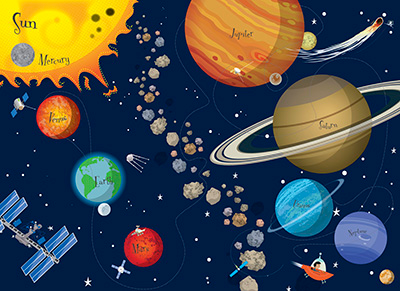 Sun
Mercury
Jupiter
Venus
Saturn
Earth
Uranus
Mars
Neptune